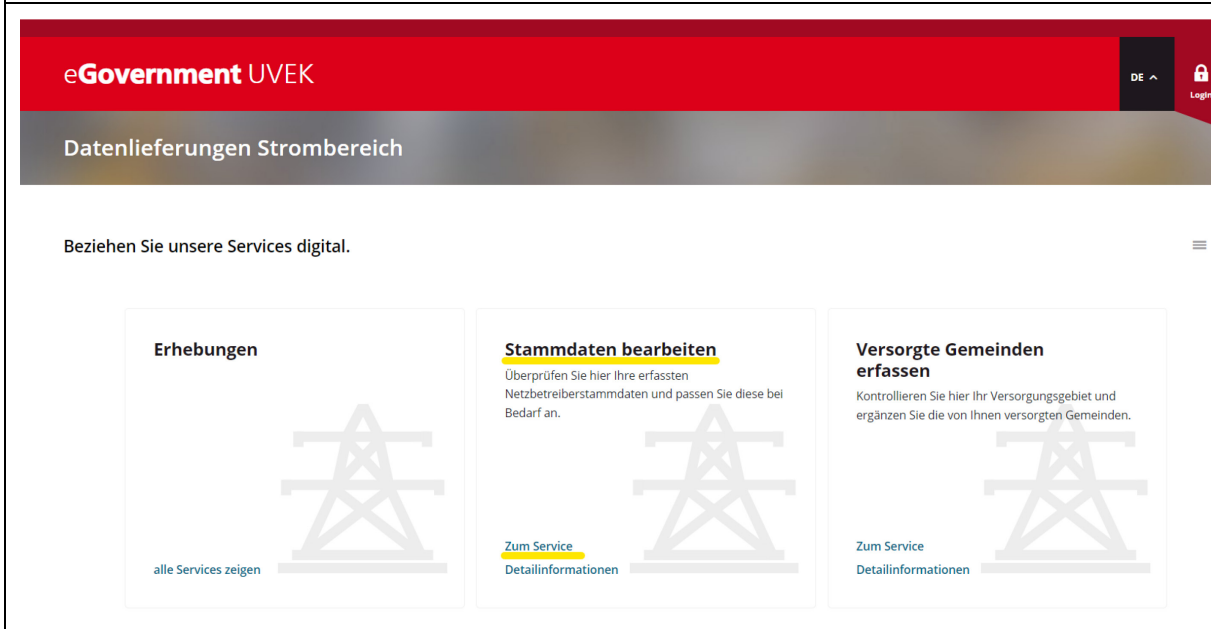 eGovernment UVEK
DE
Login
Datenlieferungen Strombereich
Beziehen Sie unsere Services digital.
Erhebungen
alle Services zeigen
Stammdaten bearbeiten
Überprüfen Sie hier Ihre erfassten
Netzbetreiberstammdaten und passen Sie diese bei
Bedarf an.
Zum Service
Detailinformationen
Versorgte Gemeinden
erfassen
Kontrollieren Sie hier Ihr Versorgungsgebiet und
ergänzen Sie die von Ihnen versorgten Gemeinden.
Zum Service
Detailinformationen